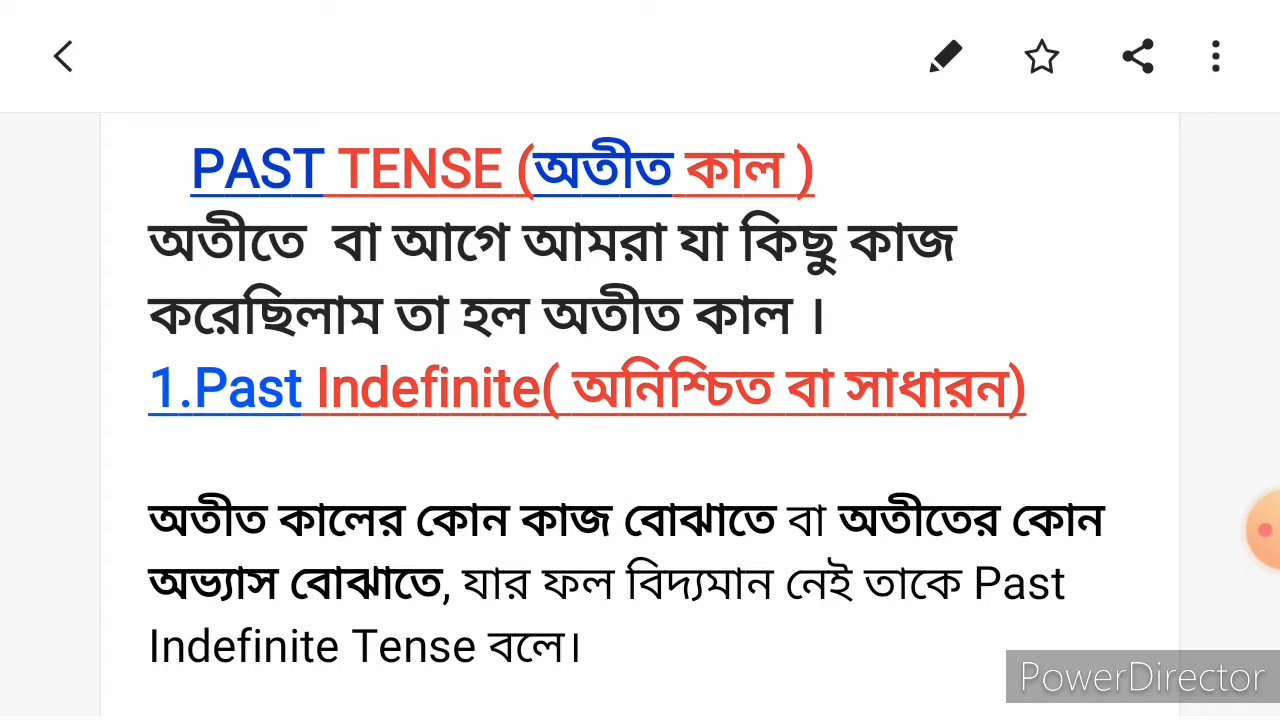 PAST TENSE (অতীত কাল )
অতীতে বা আগে আমরা যা কিছু কাজ
করেছিলাম তা হল অতীত কাল ।
1.Past Indefinite( অনিশ্চিত বা সাধারন)
অতীত কালের কোন কাজ বোঝাতে বা অতীতের কোন
অভ্যাস বোঝাতে, যার ফল বিদ্যমান নেই তাকে Past
Indefinite Tense বলে।
PowerDirector